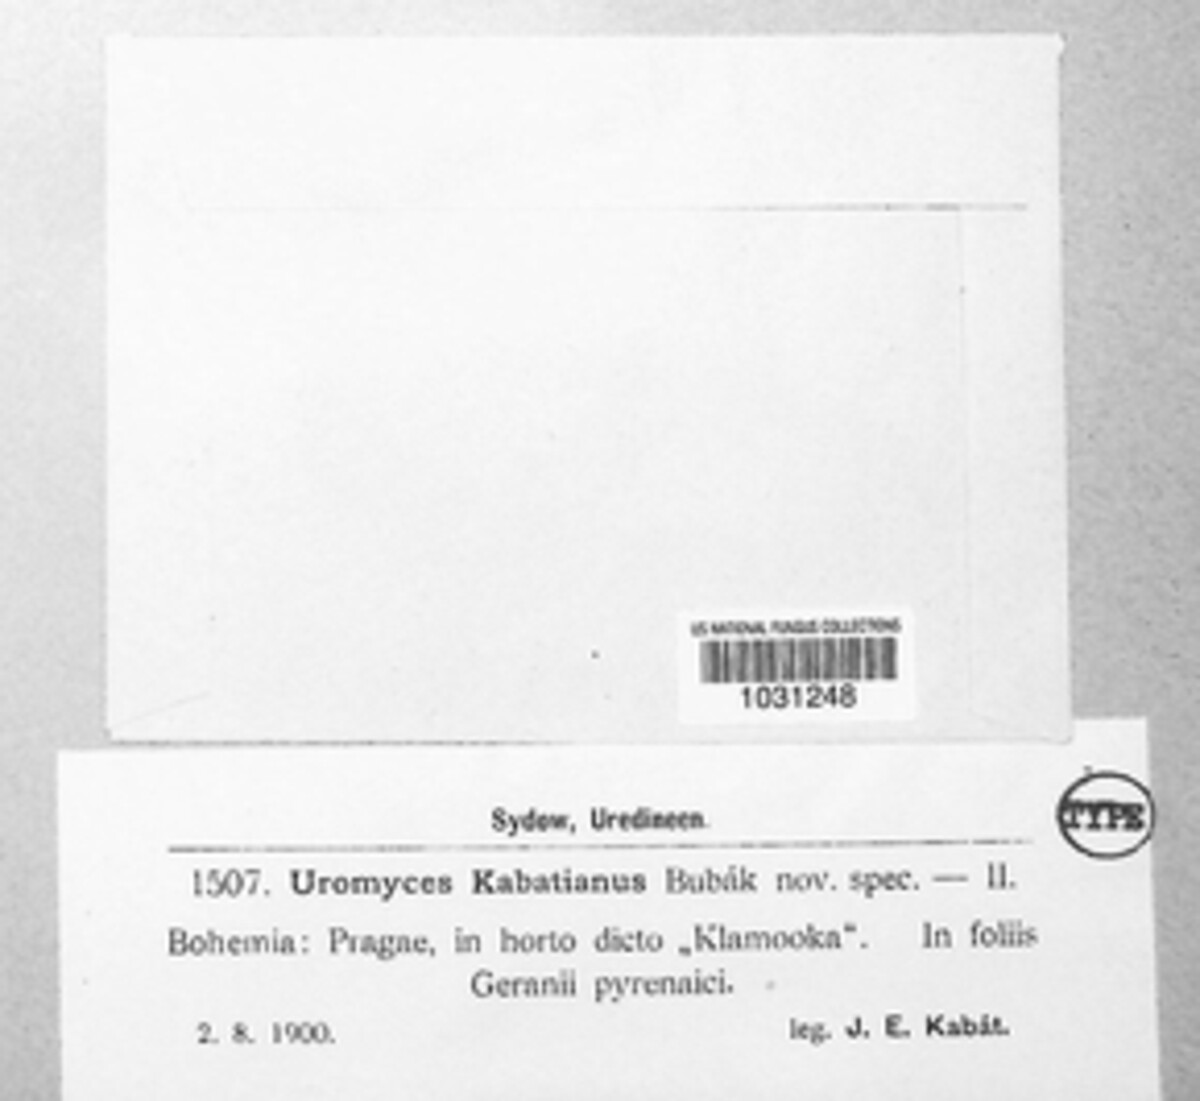 US NATIONAL FUNGUS COLLECTIONS
1031248
TYPE
Sydow, Uredineen.
1507. Uromyces Kabatianus Bubák nov. spec. — II.
Bohemia: Pragae, in horto dicto „Klamooka“. In foliis
Geranii pyrenaici.
2. 8. 1900. leg. J. E. Kabát.